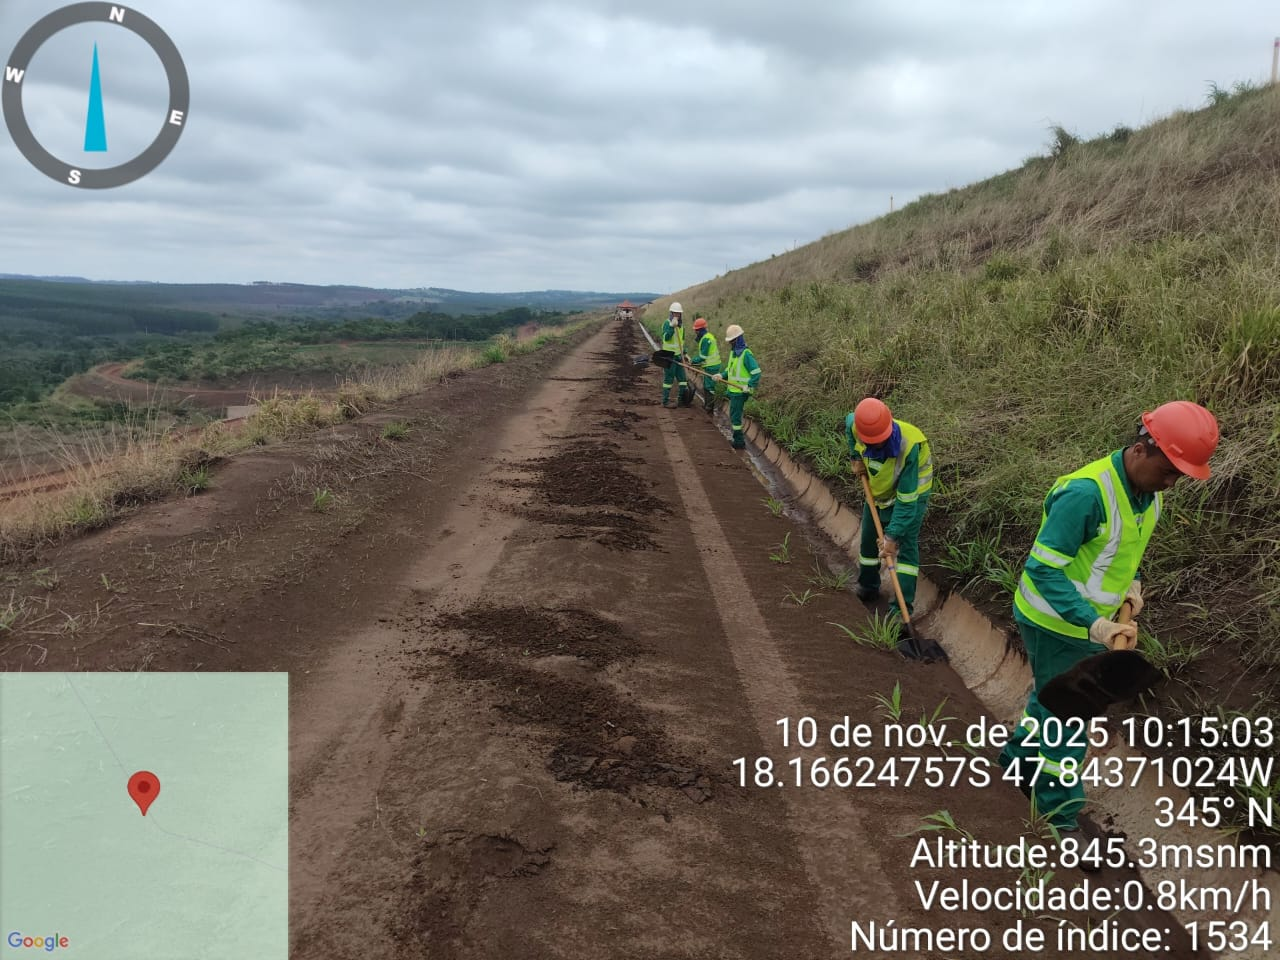 N
W
E
S
10 de nov. de 2025 10:15:03
18.16624757S 47.84371024W
345° N
Altitude:845.3msnm
Velocidade:0.8km/h
Número de índice: 1534
Google